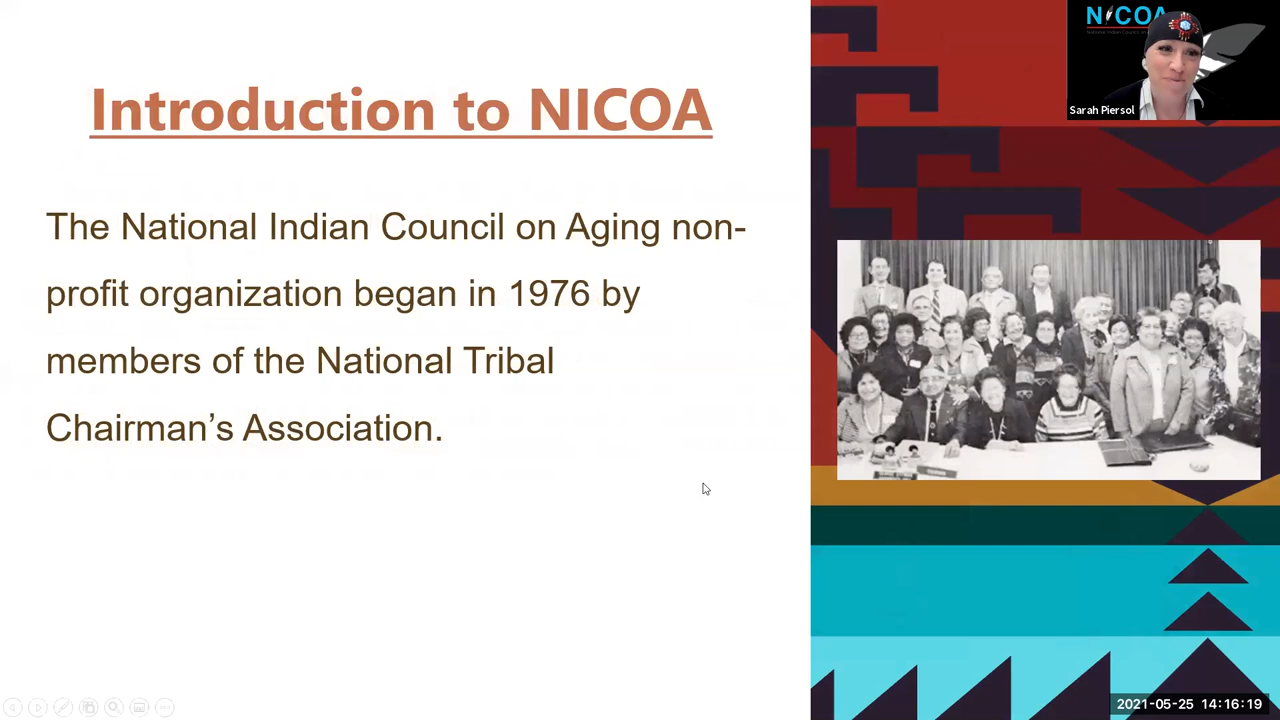 Introduction to NICOA
The National Indian Council on Aging non-
profit organization began in 1976 by
members of the National Tribal
Chairman’s Association.
NICOA
Sarah Piersol
2021-05-25 14:16:19